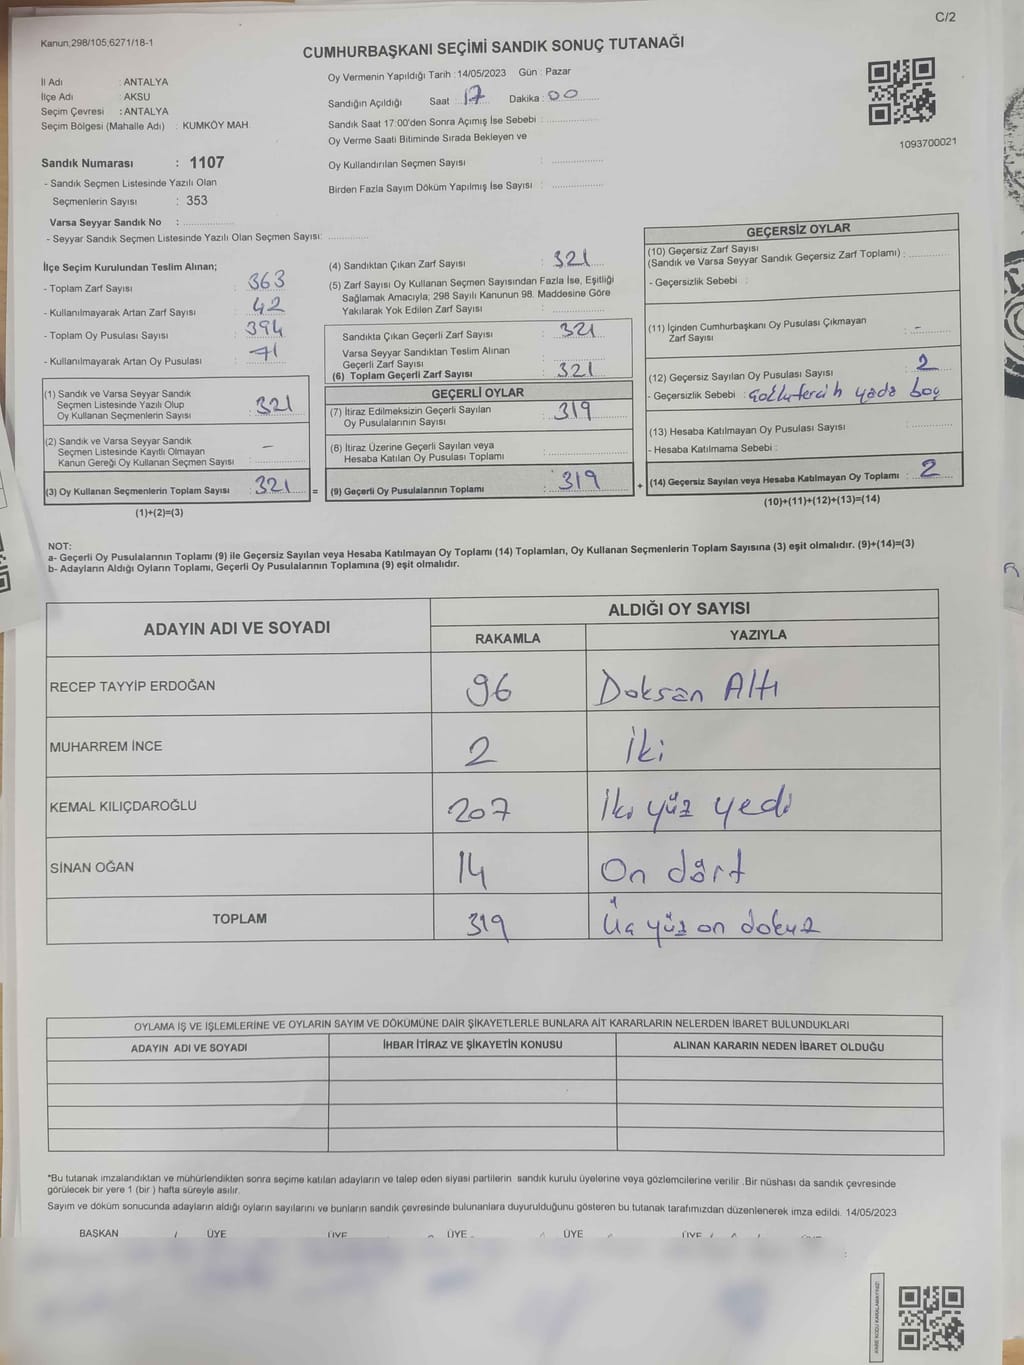 C/2
Kanun;298/105;6271/18-1
CUMHURBAŞKANI SEÇİMİ SANDIK SONUÇ TUTANAĞI
İl Adı : ANTALYA
İlçe Adı : AKSU
Seçim Çevresi : ANTALYA
Seçim Bölgesi (Mahalle Adı) : KUMKÖY MAH.
Sandık Numarası : 1107
- Sandık Seçmen Listesinde Yazılı Olan
Seçmenlerin Sayısı : 353
Varsa Seyyar Sandık No :
- Seyyar Sandık Seçmen Listesinde Yazılı Olan Seçmen Sayısı:
Oy Vermenin Yapıldığı Tarih : 14/05/2023 Gün : Pazar
Sandığın Açıldığı Saat : 17 Dakika : 00
Sandık Saat 17:00'den Sonra Açımış İse Sebebi :
Oy Verme Saati Bitiminde Sırada Bekleyen ve
Oy Kullandırılan Seçmen Sayısı :
Birden Fazla Sayım Döküm Yapılmış İse Sayısı :
1093700021
İlçe Seçim Kurulundan Teslim Alınan;
- Toplam Zarf Sayısı : 363
- Kullanılmayarak Artan Zarf Sayısı : 42
- Toplam Oy Pusulası Sayısı : 394
- Kullanılmayarak Artan Oy Pusulası : 71
(1) Sandık ve Varsa Seyyar Sandık
Seçmen Listesinde Yazılı Olup
Oy Kullanan Seçmenlerin Sayısı : 321
(2) Sandık ve Varsa Seyyar Sandık
Seçmen Listesinde Kayıtlı Olmayan
Kanun Gereği Oy Kullanan Seçmen Sayısı : -
(3) Oy Kullanan Seçmenlerin Toplam Sayısı : 321 =
(1)+(2)=(3)
(4) Sandıktan Çıkan Zarf Sayısı : 321
(5) Zarf Sayısı Oy Kullanan Seçmen Sayısından Fazla İse, Eşitliği
Sağlamak Amacıyla; 298 Sayılı Kanunun 98. Maddesine Göre
Yakılarak Yok Edilen Zarf Sayısı :
Sandıkta Çıkan Geçerli Zarf Sayısı : 321
Varsa Seyyar Sandıktan Teslim Alınan
Geçerli Zarf Sayısı :
(6) Toplam Geçerli Zarf Sayısı : 321
GEÇERLİ OYLAR
(7) İtiraz Edilmeksizin Geçerli Sayılan
Oy Pusulalarının Sayısı : 319
(8) İtiraz Üzerine Geçerli Sayılan veya
Hesaba Katılan Oy Pusulası Toplamı :
(9) Geçerli Oy Pusulalarının Toplamı : 319 +
GEÇERSİZ OYLAR
(10) Geçersiz Zarf Sayısı
(Sandık ve Varsa Seyyar Sandık Geçersiz Zarf Toplamı) :
- Geçersizlik Sebebi :
(11) İçinden Cumhurbaşkanı Oy Pusulası Çıkmayan
Zarf Sayısı : -
(12) Geçersiz Sayılan Oy Pusulası Sayısı : 2
- Geçersizlik Sebebi : yada boş
(13) Hesaba Katılmayan Oy Pusulası Sayısı :
- Hesaba Katılmama Sebebi :
(14) Geçersiz Sayılan veya Hesaba Katılmayan Oy Toplamı : 2
(10)+(11)+(12)+(13)=(14)
NOT:
a- Geçerli Oy Pusulalarının Toplamı (9) ile Geçersiz Sayılan veya Hesaba Katılmayan Oy Toplamı (14) Toplamları, Oy Kullanan Seçmenlerin Toplam Sayısına (3) eşit olmalıdır. (9)+(14)=(3)
b- Adayların Aldığı Oyların Toplamı, Geçerli Oy Pusulalarının Toplamına (9) eşit olmalıdır.
ADAYIN ADI VE SOYADI
ALDIĞI OY SAYISI
RAKAMLA YAZIYLA
RECEP TAYYİP ERDOĞAN 96 Doksan Altı
MUHARREM İNCE 2 İki
KEMAL KILIÇDAROĞLU 207 İki yüz yedi
SİNAN OĞAN 14 On dört
TOPLAM 319 Üç yüz on dokuz
OYLAMA İŞ VE İŞLEMLERİNE VE OYLARIN SAYIM VE DÖKÜMÜNE DAİR ŞİKAYETLERLE BUNLARA AİT KARARLARIN NELERDEN İBARET BULUNDUKLARI
ADAYIN ADI VE SOYADI İHBAR İTİRAZ VE ŞİKAYETİN KONUSU ALINAN KARARIN NEDEN İBARET OLDUĞU
*Bu tutanak imzalandıktan ve mühürlendikten sonra seçime katılan adayların ve talep eden siyasi partilerin sandık kurulu üyelerine veya gözlemcilerine verilir .Bir nüshası da sandık çevresinde
görülecek bir yere 1 (bir ) hafta süreyle asılır.
Sayım ve döküm sonucunda adayların aldığı oyların sayılarını ve bunların sandık çevresinde bulunanlara duyurulduğunu gösteren bu tutanak tarafımızdan düzenlenerek imza edildi. 14/05/2023
BAŞKAN ÜYE ÜYE ÜYE ÜYE ÜYE